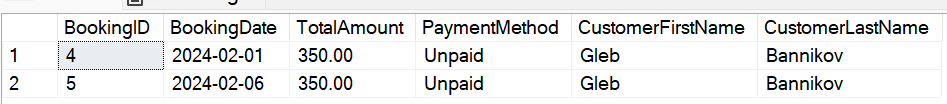 BookingID BookingDate TotalAmount PaymentMethod CustomerFirstName CustomerLastName
1 4 2024-02-01 350.00 Unpaid Gleb Bannikov
2 5 2024-02-06 350.00 Unpaid Gleb Bannikov